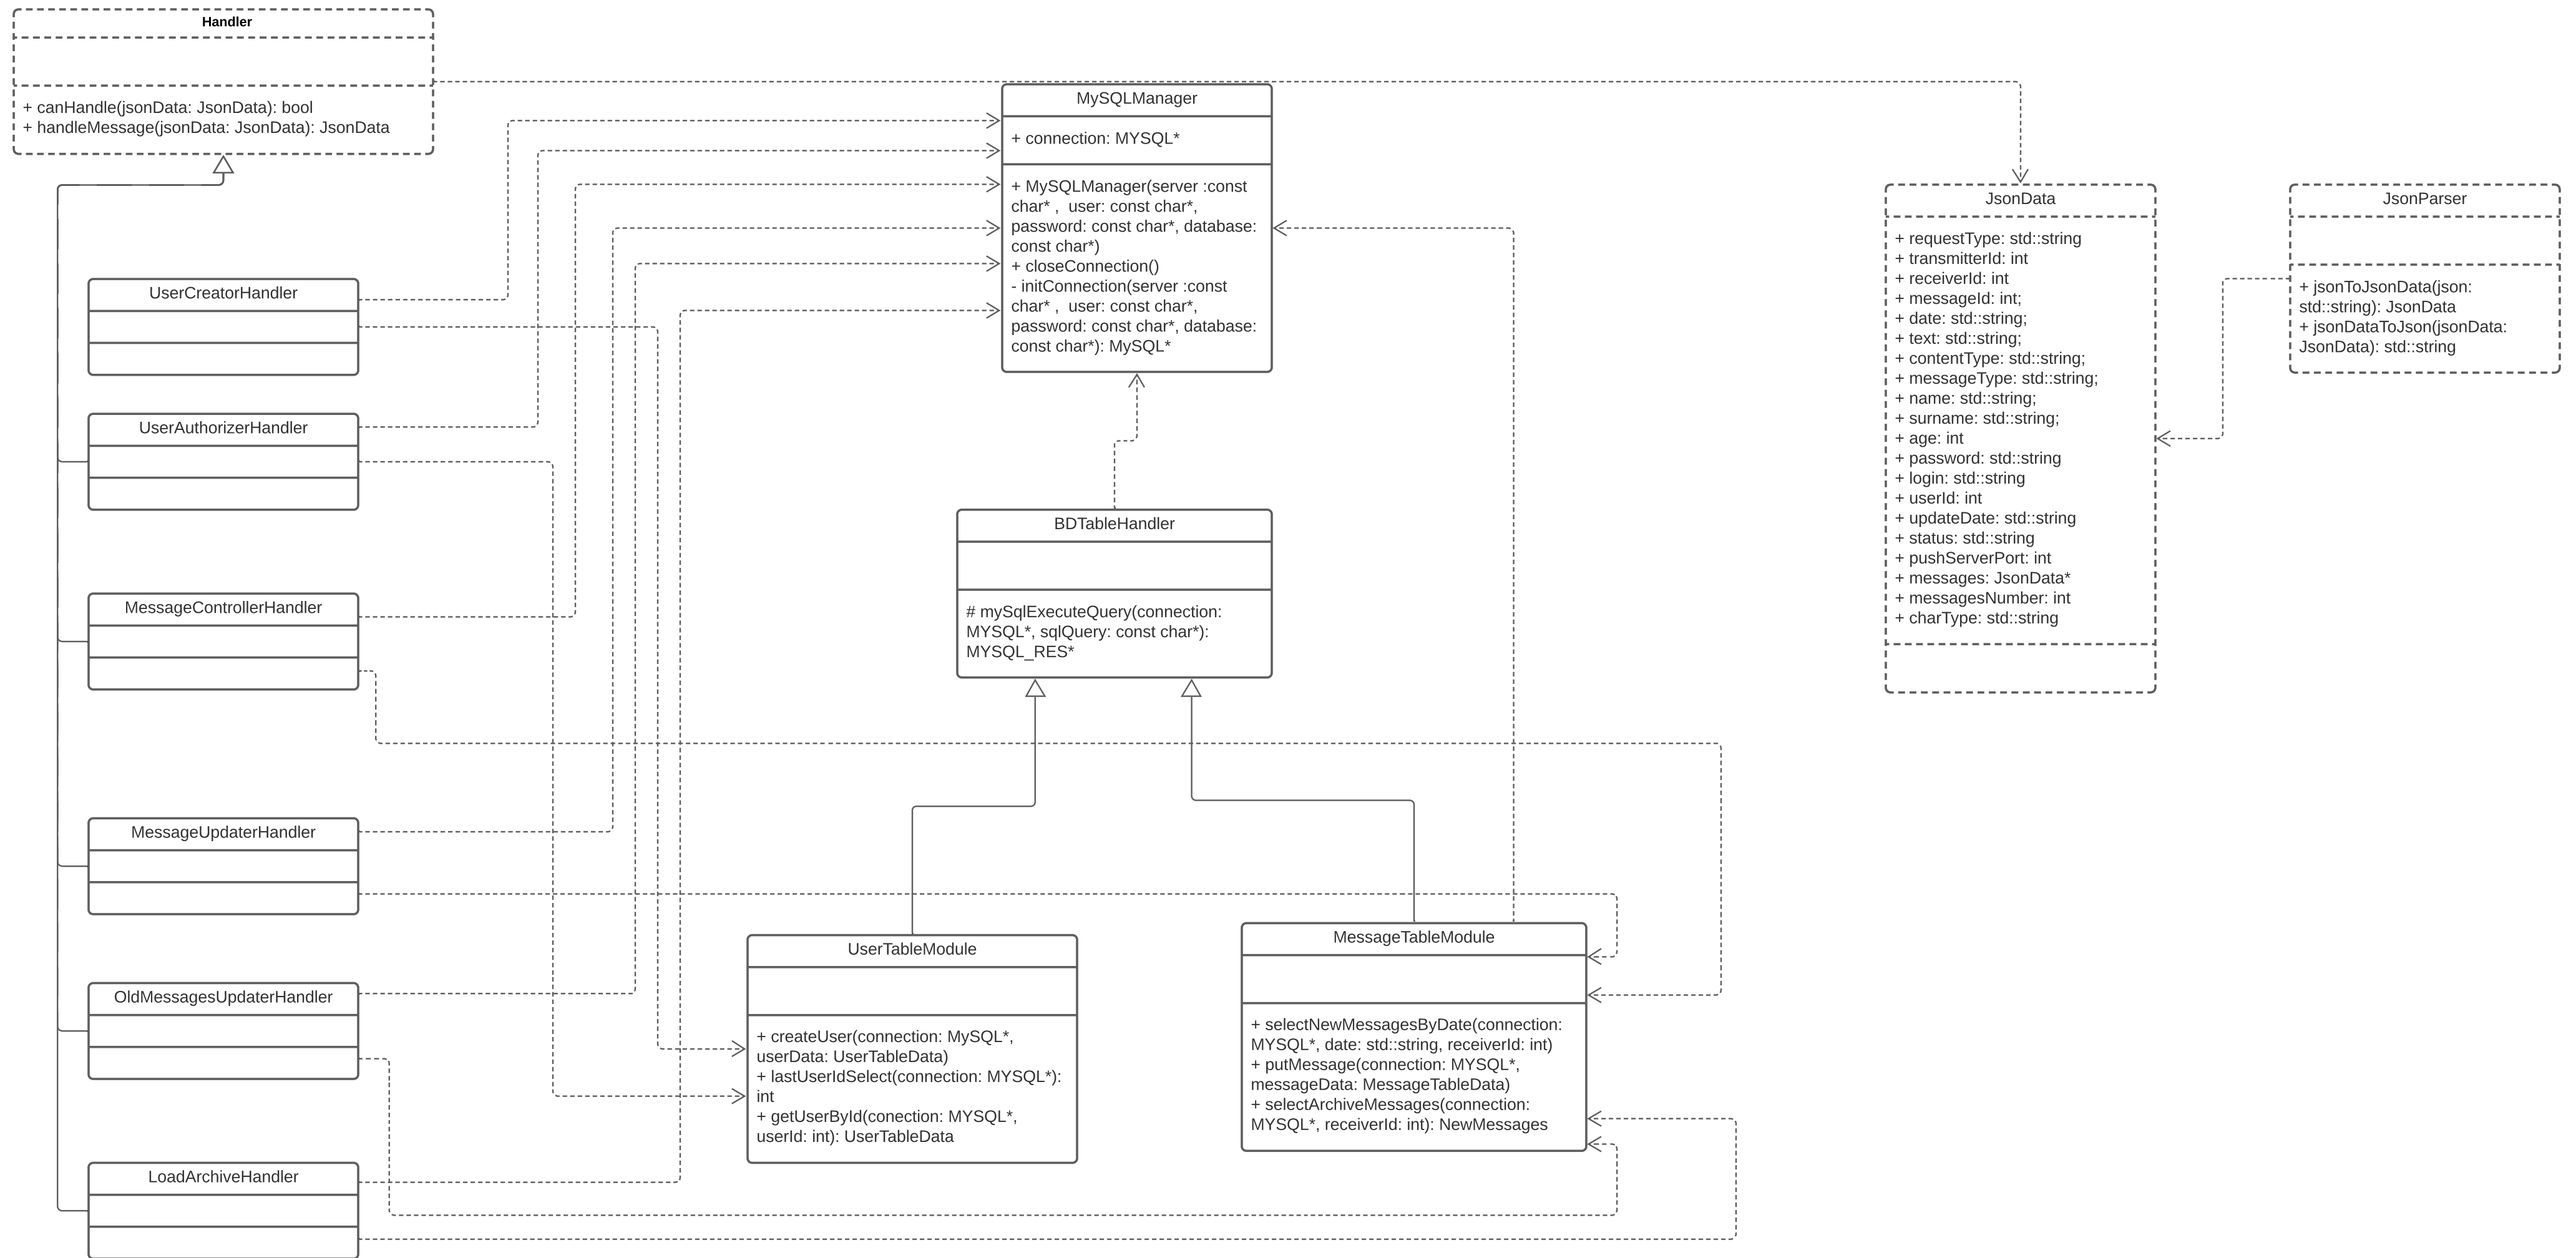 Handler
+ canHandle(jsonData: JsonData): bool
+ handleMessage(jsonData: JsonData): JsonData
UserCreatorHandler
UserAuthorizerHandler
MessageControllerHandler
MessageUpdaterHandler
OldMessagesUpdaterHandler
LoadArchiveHandler
MySQLManager
+ connection: MYSQL*
+ MySQLManager(server :const
char* ,  user: const char*,
password: const char*, database:
const char*)
+ closeConnection()
- initConnection(server :const
char* ,  user: const char*,
password: const char*, database:
const char*): MySQL*
BDTableHandler
# mySqlExecuteQuery(connection:
MYSQL*, sqlQuery: const char*):
MYSQL_RES*
UserTableModule
+ createUser(connection: MySQL*,
userData: UserTableData)
+ lastUserIdSelect(connection: MYSQL*):
int
+ getUserById(conection: MYSQL*,
userId: int): UserTableData
MessageTableModule
+ selectNewMessagesByDate(connection:
MYSQL*, date: std::string, receiverId: int)
+ putMessage(connection: MYSQL*,
messageData: MessageTableData)
+ selectArchiveMessages(connection:
MYSQL*, receiverId: int): NewMessages
JsonData
+ requestType: std::string
+ transmitterId: int
+ receiverId: int
+ messageId: int;
+ date: std::string;
+ text: std::string;
+ contentType: std::string;
+ messageType: std::string;
+ name: std::string;
+ surname: std::string;
+ age: int
+ password: std::string
+ login: std::string
+ userId: int
+ updateDate: std::string
+ status: std::string
+ pushServerPort: int
+ messages: JsonData*
+ messagesNumber: int
+ charType: std::string
JsonParser
+ jsonToJsonData(json:
std::string): JsonData
+ jsonDataToJson(jsonData:
JsonData): std::string